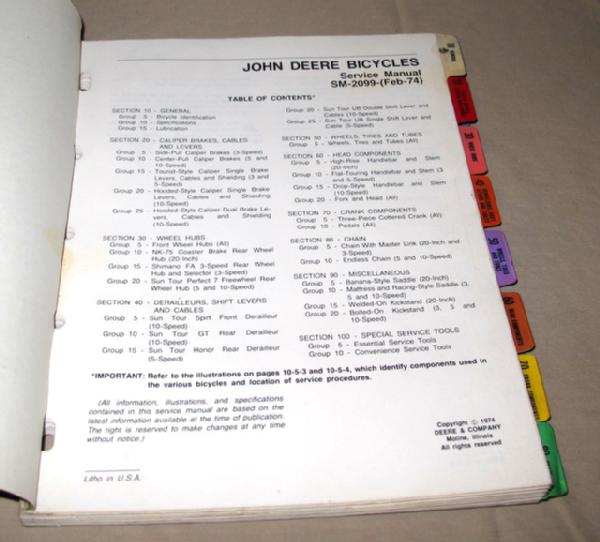 JOHN DEERE BICYCLES
Service Manual
SM-2099-(Feb-74)
TABLE OF CONTENTS*
SECTION 10 - GENERAL
Group 5 - Bicycle Identification
Group 10 - Specifications
Group 15 - Lubrication
SECTION 20 - CALIPER BRAKES, CABLES
AND LEVERS
Group 5 - Side-Pull Caliper Brakes (3-Speed)
Group 10 - Center-Pull Caliper Brakes (5 and
10-Speed)
Group 15 - Tourist-Style Caliper Single Brake
Levers, Cables and Shielding (3 and
5-Speed)
Group 20 - Hooded-Style Caliper Single Brake
Levers, Cables and Shielding
(10-Speed)
Group 25 - Hooded-Style Caliper Dual Brake Le-
vers, Cables and Shielding
(10-Speed)
SECTION 30 - WHEEL HUBS
Group 5 - Front Wheel Hubs (All)
Group 10 - NK-75 Coaster Brake Rear Wheel
Hub (20-Inch)
Group 15 - Shimano FA 3-Speed Rear Wheel
Hub and Selector (3-Speed)
Group 20 - Sun Tour Perfect 7 Freewheel Rear
Wheel Hub (5 and 10-Speed)
SECTION 40 - DERAILLEURS, SHIFT LEVERS
AND CABLES
Group 5 - Sun Tour Spirt Front Derailleur
(10-Speed)
Group 10 - Sun Tour GT Rear Derailleur
(10-Speed)
Group 15 - Sun Tour Honor Rear Derailleur
(5-Speed)
Group 20 - Sun Tour UB Double Shift Lever and
Cables (10-Speed)
Group 25 - Sun Tour UB Single Shift Lever and
Cable (5-Speed)
SECTION 50 - WHEELS, TIRES AND TUBES
Group 5 - Wheels, Tires and Tubes (All)
SECTION 60 - HEAD COMPONENTS
Group 5 - High-Rise Handlebar and Stem
(20-Inch)
Group 10 - Flat-Touring Handlebar and Stem (3
and 5-Speed)
Group 15 - Drop-Style Handlebar and Stem
(10-Speed)
Group 20 - Fork and Head (All)
SECTION 70 - CRANK COMPONENTS
Group 5 - Three-Piece Cottered Crank (All)
Group 10 - Pedals (All)
SECTION 80 - CHAIN
Group 5 - Chain With Master Link (20-Inch and
3-Speed)
Group 10 - Endless Chain (5 and 10-Speed)
SECTION 90 - MISCELLANEOUS
Group 5 - Banana-Style Saddle (20-Inch)
Group 10 - Mattress and Racing-Style Saddle (3,
5 and 10-Speed)
Group 15 - Welded-On Kickstand (20-Inch)
Group 20 - Bolted-On Kickstand (3, 5 and
10-Speed)
SECTION 100 - SPECIAL SERVICE TOOLS
Group 5 - Essential Service Tools
Group 10 - Convenience Service Tools
*IMPORTANT: Refer to the illustrations on pages 10-5-3 and 10-5-4, which identify components used in
the various bicycles and location of service procedures.
(All information, illustrations, and specifications
contained in this service manual are based on the
latest information available at the time of publication.
The right is reserved to make changes at any time
without notice.)
Copyright © 1974
DEERE & COMPANY
Moline, Illinois
All rights reserved
Litho in U.S.A.
30
40
50
60
70